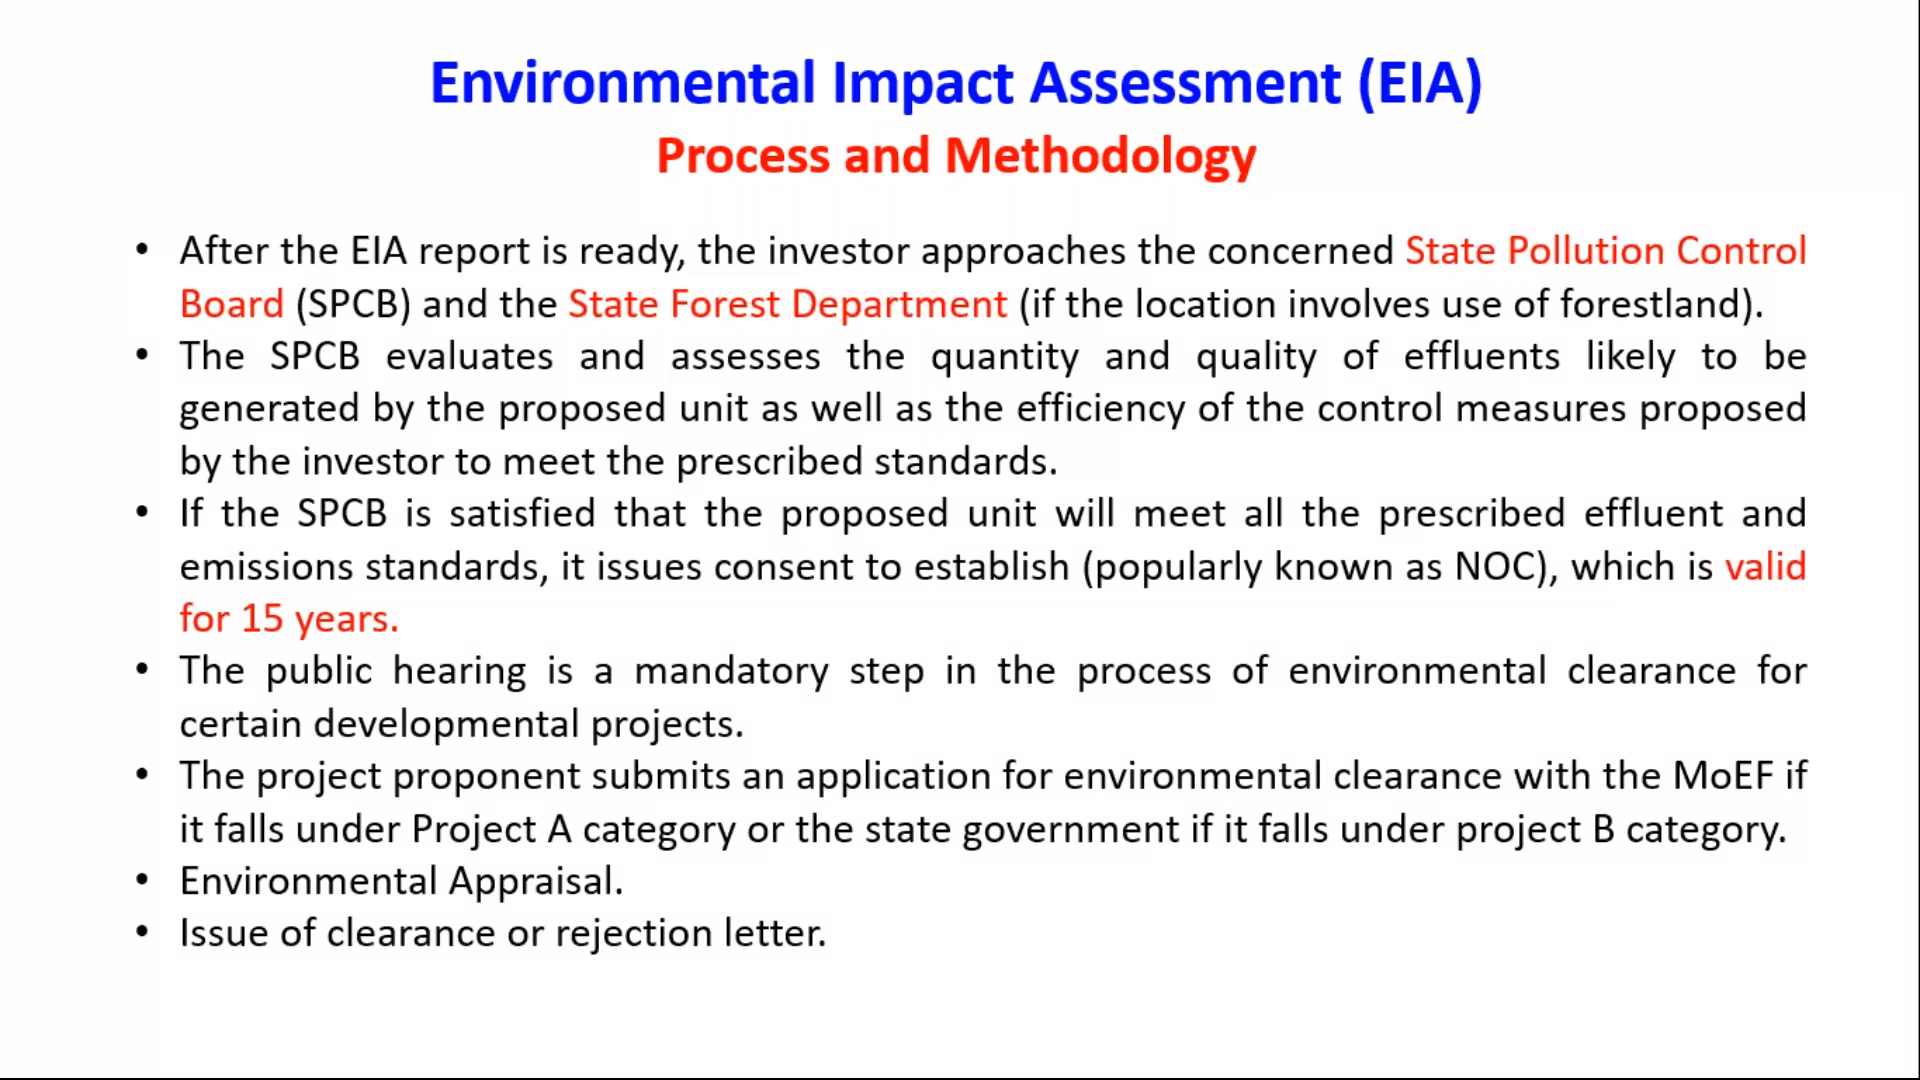 Environmental Impact Assessment (EIA)
Process and Methodology
• After the EIA report is ready, the investor approaches the concerned State Pollution Control
Board (SPCB) and the State Forest Department (if the location involves use of forestland).
• The SPCB evaluates and assesses the quantity and quality of effluents likely to be
generated by the proposed unit as well as the efficiency of the control measures proposed
by the investor to meet the prescribed standards.
• If the SPCB is satisfied that the proposed unit will meet all the prescribed effluent and
emissions standards, it issues consent to establish (popularly known as NOC), which is valid
for 15 years.
• The public hearing is a mandatory step in the process of environmental clearance for
certain developmental projects.
• The project proponent submits an application for environmental clearance with the MoEF if
it falls under Project A category or the state government if it falls under project B category.
• Environmental Appraisal.
• Issue of clearance or rejection letter.